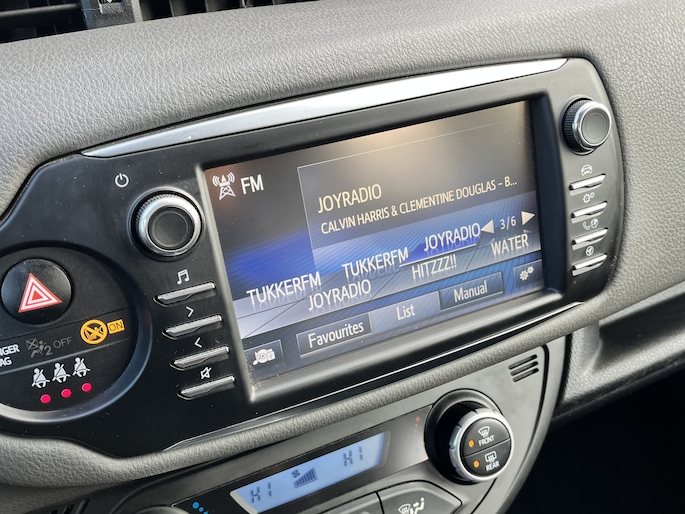 FM
JOYRADIO
CALVIN HARRIS & CLEMENTINE DOUGLAS - B...
3/6
TUKKERFM TUKKERFM JOYRADIO
JOYRADIO HITZZZ!! WATER
Favourites List Manual
ON
2 OFF
FRONT
REAR
HI HI